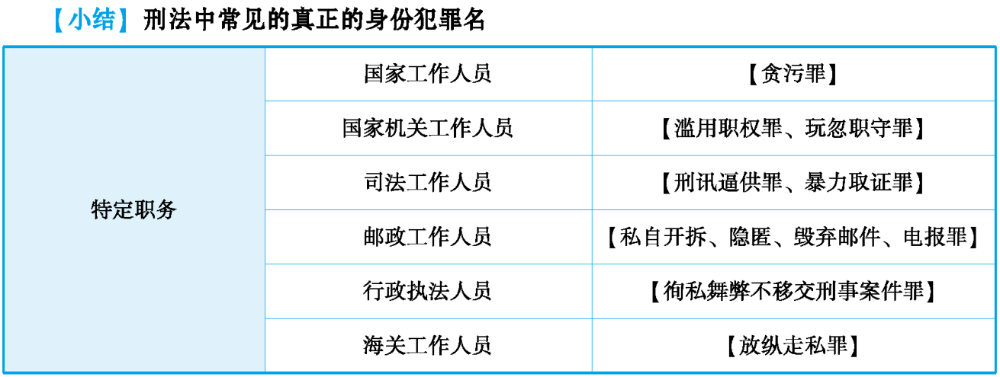 【小结】刑法中常见的真正的身份犯罪名
特定职务
国家工作人员 【贪污罪】
国家机关工作人员 【滥用职权罪、玩忽职守罪】
司法工作人员 【刑讯逼供罪、暴力取证罪】
邮政工作人员 【私自开拆、隐匿、毁弃邮件、电报罪】
行政执法人员 【徇私舞弊不移交刑事案件罪】
海关工作人员 【放纵走私罪】